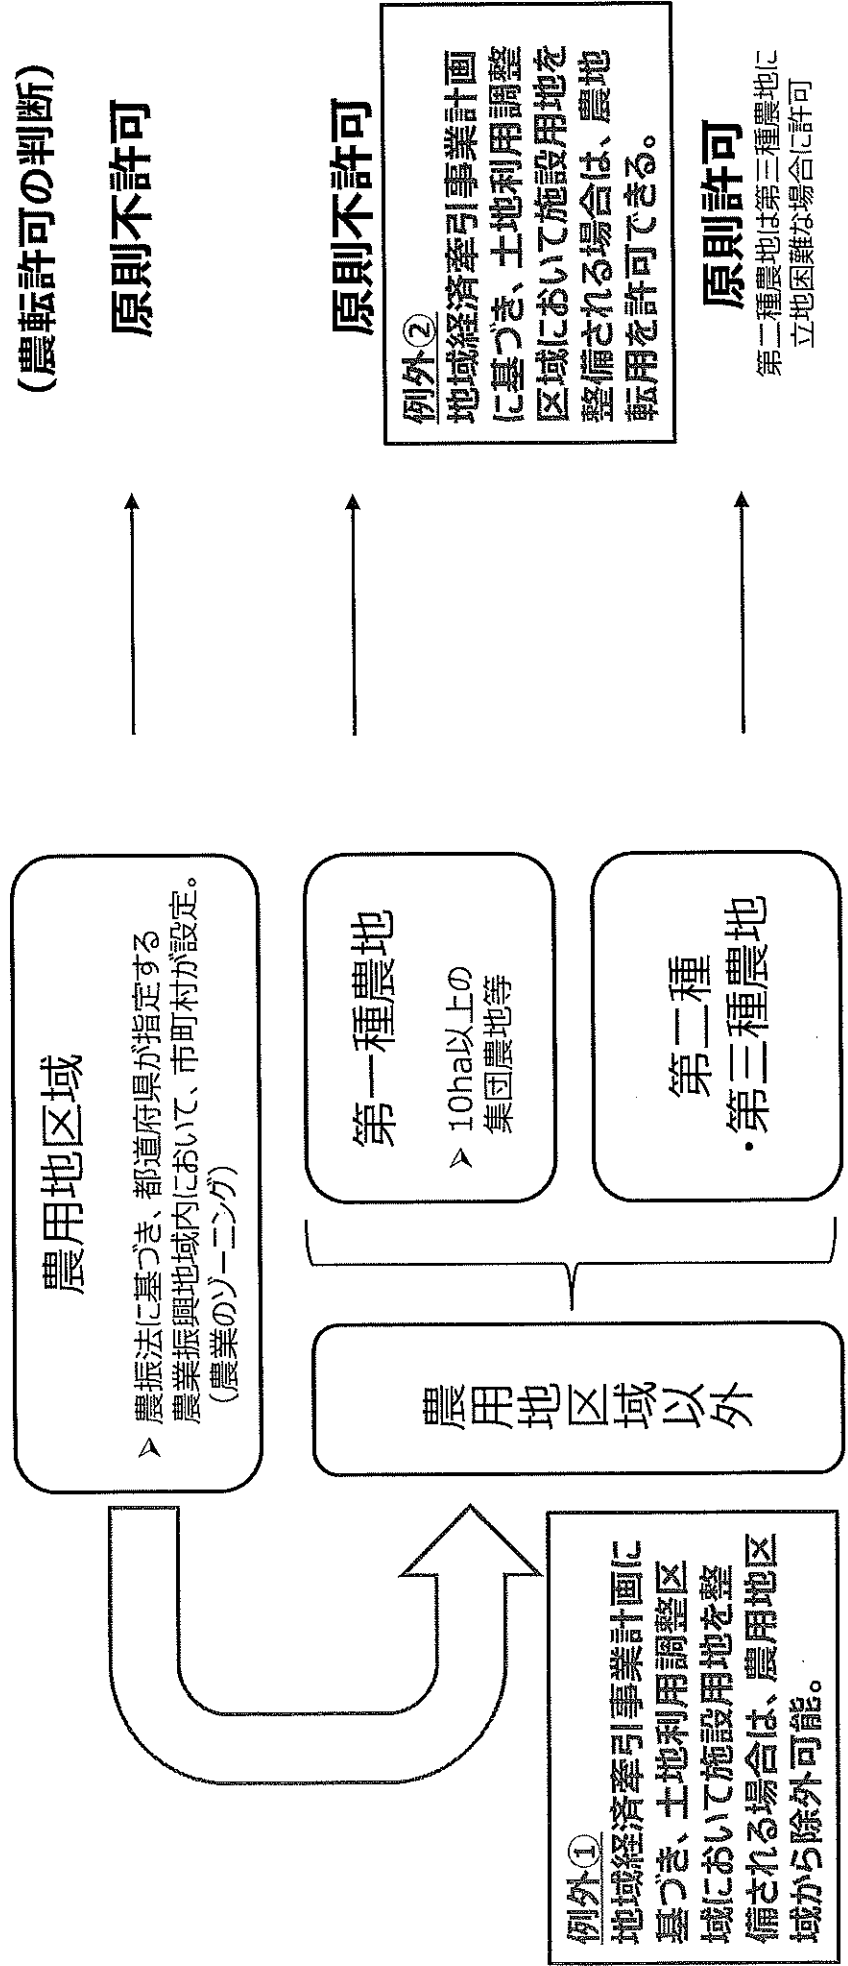 (農転許可の判断)
農用地区域
➢ 農振法に基づき、都道府県が指定する
農業振興地域内において、市町村が設定。
(農業のゾーニング)
原則不許可
農用地区域以外
第一種農地
➢ 10ha以上の
集団農地等
原則不許可
例外②
地域経済牽引事業計画
に基づき、土地利用調整
区域において施設用地を
整備される場合は、農地
転用を許可できる。
第二種
・第三種農地
原則許可
第二種農地は第三種農地に
立地困難な場合に許可
例外①
地域経済牽引事業計画に
基づき、土地利用調整区
域において施設用地を整
備される場合は、農用地区
域から除外可能。